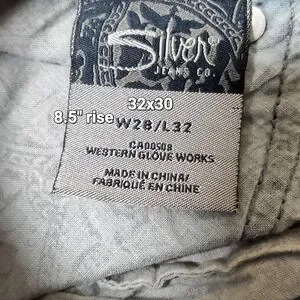 Silver
JEANS CO.
32x30
8.5" rise
W28/L32
CA00508
WESTERN GLOVE WORKS
MADE IN CHINA/
FABRIQUÉ EN CHINE